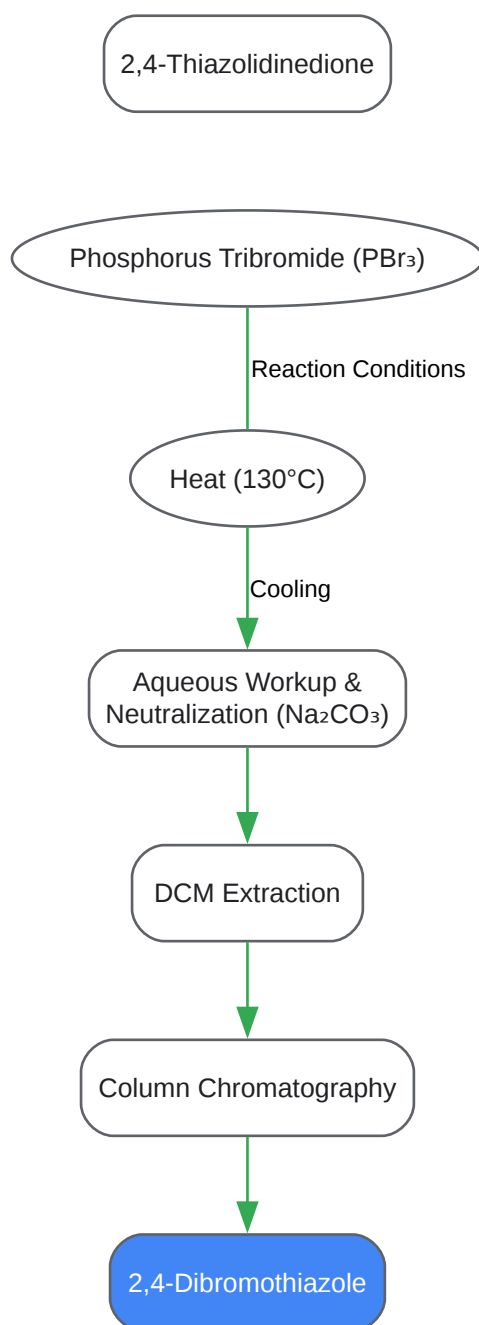 2,4-Thiazolidinedione
Phosphorus Tribromide (PBr₃)
Reaction Conditions
Heat (130°C)
Cooling
Aqueous Workup &
Neutralization (Na₂CO₃)
DCM Extraction
Column Chromatography
2,4-Dibromothiazole